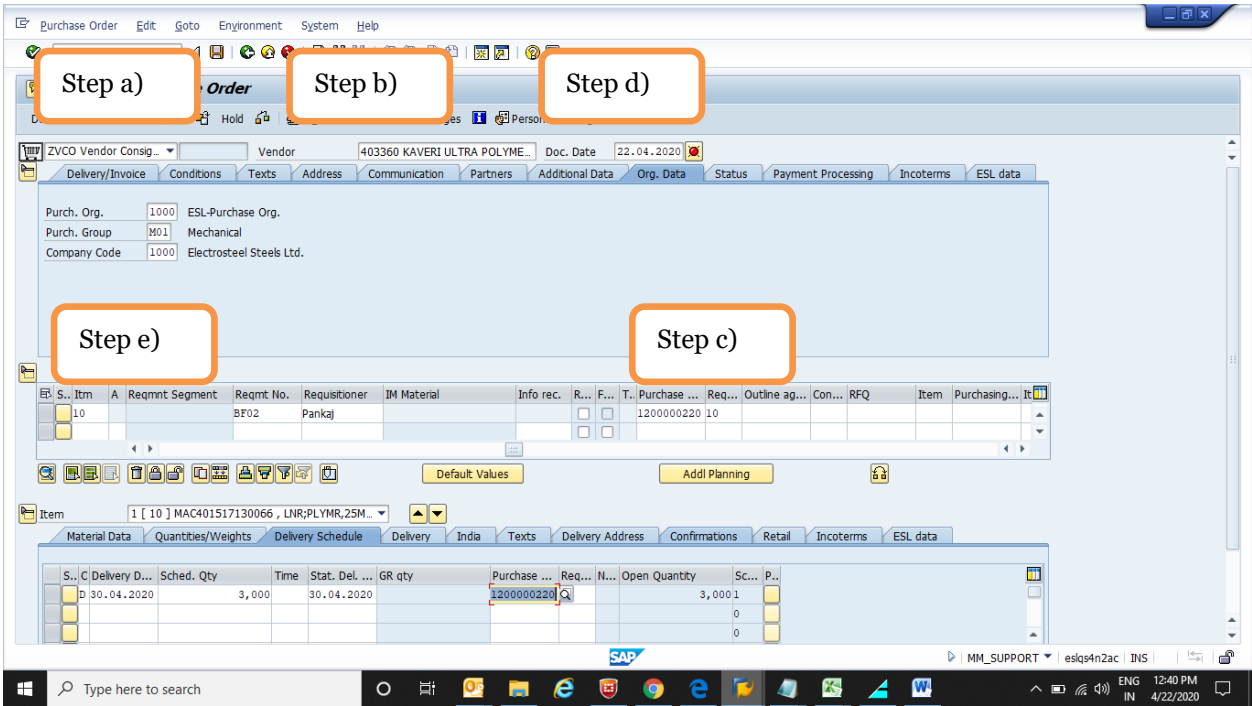 Purchase Order Edit Goto Environment System Help
Step a) Step b) Step d)
Order
Hold Person
ZVCO Vendor Consig... Vendor 403360 KAVERI ULTRA POLYME... Doc. Date 22.04.2020
Delivery/Invoice Conditions Texts Address Communication Partners Additional Data Org. Data Status Payment Processing Incoterms ESL data
Purch. Org. 1000 ESL-Purchase Org.
Purch. Group M01 Mechanical
Company Code 1000 Electrosteel Steels Ltd.
Step e) Step c)
S.. Itm A Reqmnt Segment Reqmt No. Requisitioner IM Material Info rec. R... F... T.. Purchase ... Req... Outline ag... Con... RFQ Item Purchasing... It
10 BF02 Pankaj 1200000220 10
Default Values Addl Planning
Item 1 [ 10 ] MAC401517130066 , LNR;PLYMR,25M...
Material Data Quantities/Weights Delivery Schedule Delivery India Texts Delivery Address Confirmations Retail Incoterms ESL data
S.. C Delivery D... Sched. Qty Time Stat. Del. ... GR qty Purchase ... Req... N... Open Quantity Sc... P..
D 30.04.2020 3,000 30.04.2020 1200000220 3,000 1
0
0
SAP MM_SUPPORT eslqs4n2ac INS
Type here to search ENG 12:40 PM
IN 4/22/2020